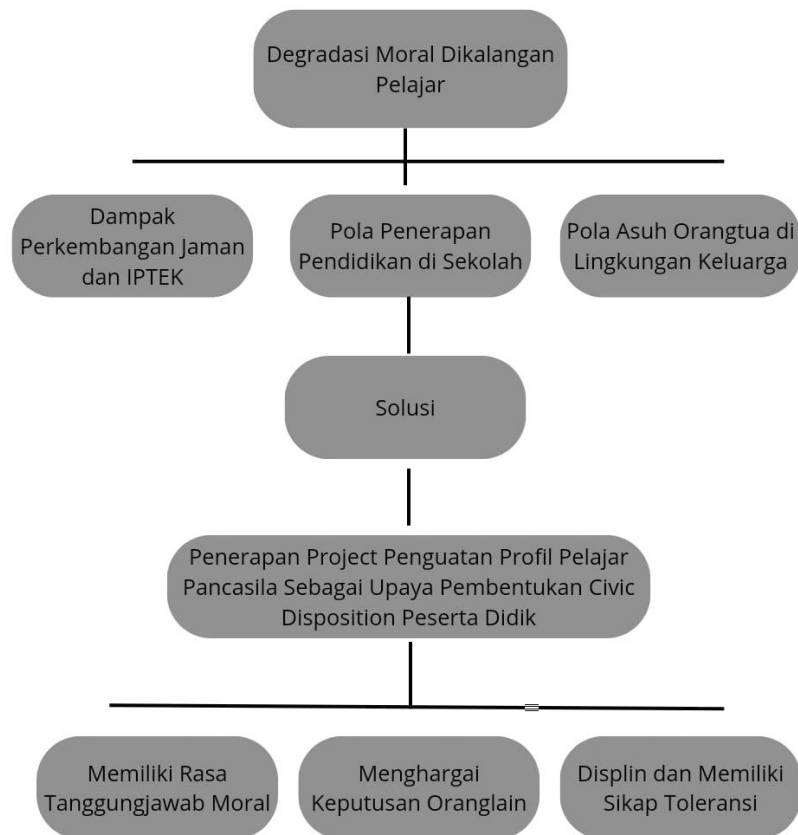 Degradasi Moral Dikalangan
Pelajar
Dampak
Perkembangan Jaman
dan IPTEK
Pola Penerapan
Pendidikan di Sekolah
Pola Asuh Orangtua di
Lingkungan Keluarga
Solusi
Penerapan Project Penguatan Profil Pelajar
Pancasila Sebagai Upaya Pembentukan Civic
Disposition Peserta Didik
Memiliki Rasa
Tanggungjawab Moral
Menghargai
Keputusan Oranglain
Displin dan Memiliki
Sikap Toleransi